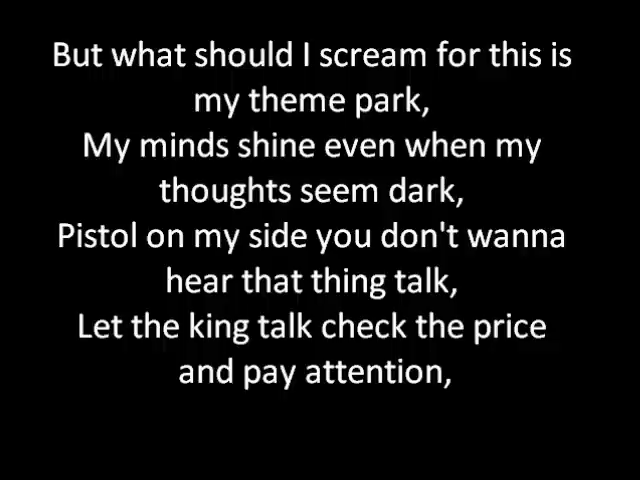 But what should I scream for this is
my theme park,
My minds shine even when my
thoughts seem dark,
Pistol on my side you don't wanna
hear that thing talk,
Let the king talk check the price
and pay attention,